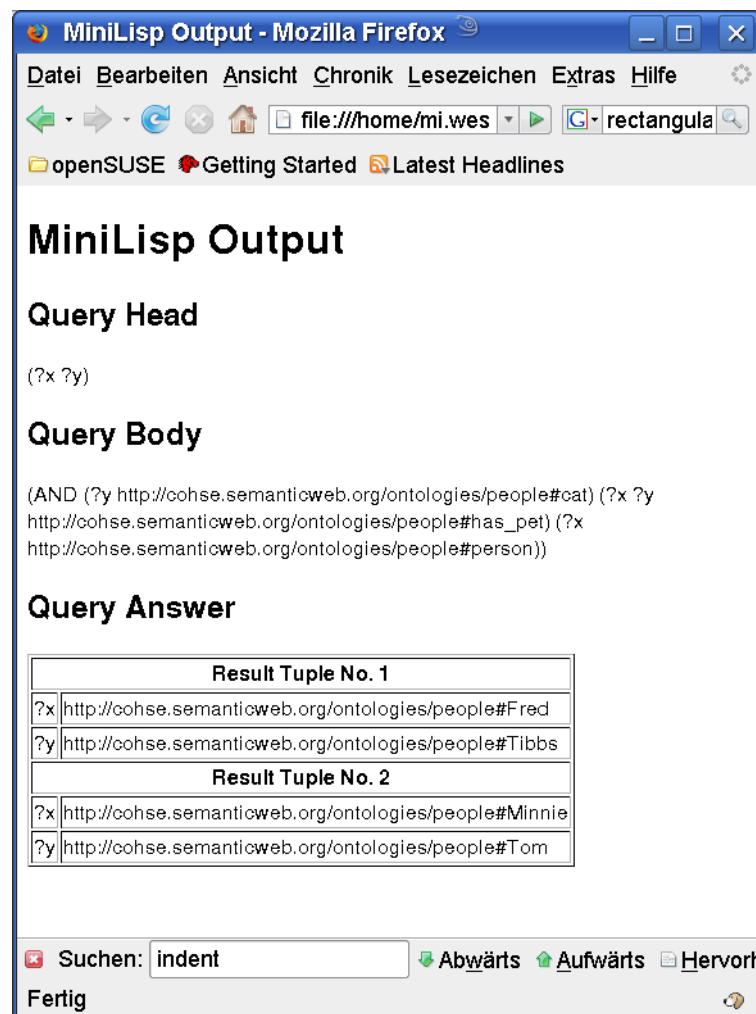 MiniLisp Output - Mozilla Firefox
Datei Bearbeiten Ansicht Chronik Lesezeichen Extras Hilfe
file:///home/mi.wes G rectangula
openSUSE Getting Started Latest Headlines
MiniLisp Output
Query Head
(?x ?y)
Query Body
(AND (?y http://cohse.semanticweb.org/ontologies/people#cat) (?x ?y
http://cohse.semanticweb.org/ontologies/people#has_pet) (?x
http://cohse.semanticweb.org/ontologies/people#person))
Query Answer
Result Tuple No. 1
?x http://cohse.semanticweb.org/ontologies/people#Fred
?y http://cohse.semanticweb.org/ontologies/people#Tibbs
Result Tuple No. 2
?x http://cohse.semanticweb.org/ontologies/people#Minnie
?y http://cohse.semanticweb.org/ontologies/people#Tom
Suchen: indent Abwärts Aufwärts Hervorh
Fertig